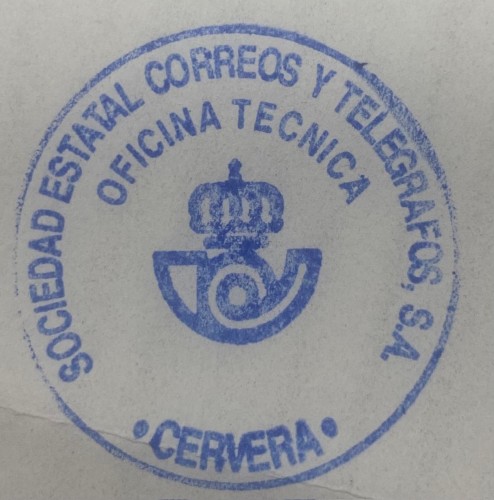 SOCIEDAD ESTATAL CORREOS Y TELEGRAFOS, S.A.
OFICINA TECNICA
• CERVERA •